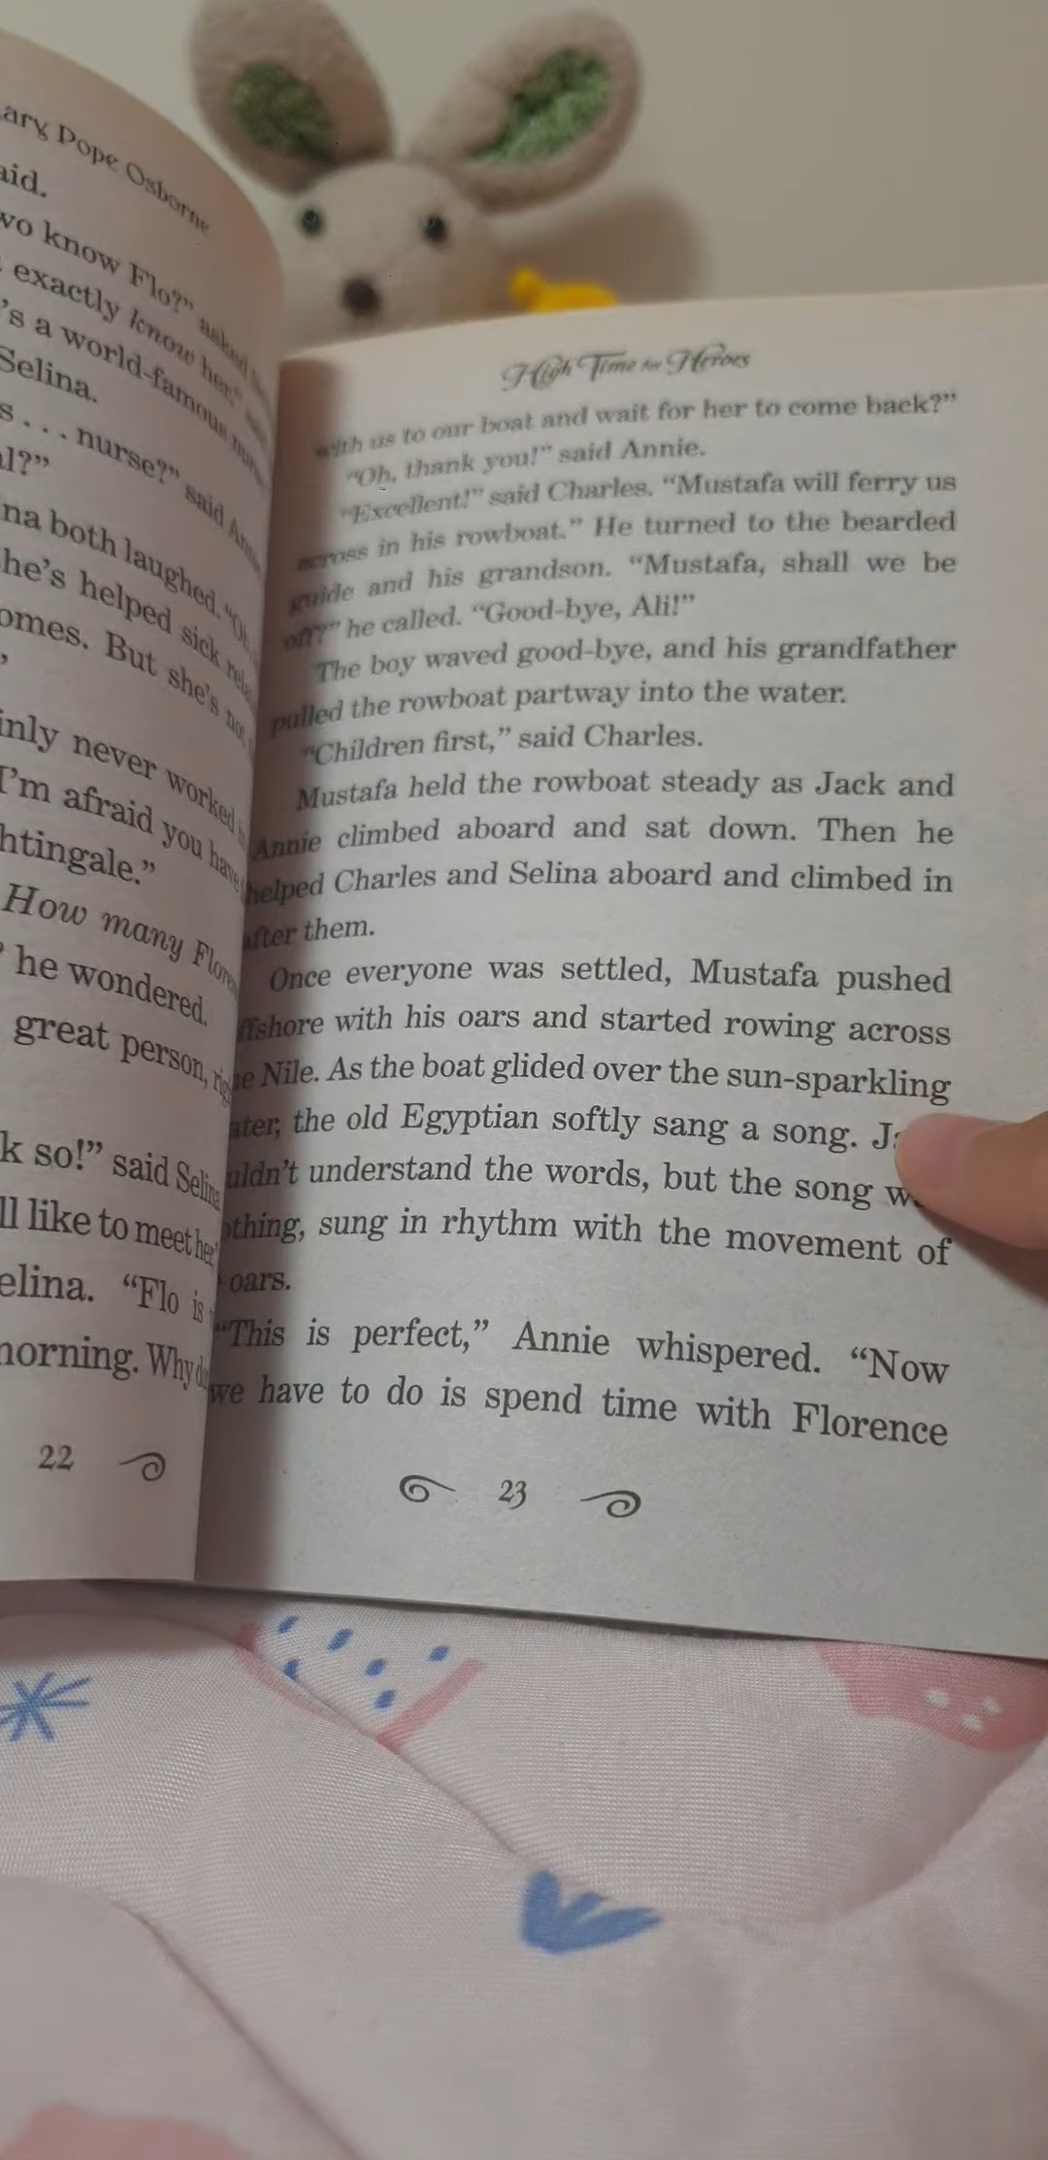 Pope Osborne
aid.
wo know Flo?” asked
exactly know her,” said
’s a world-famous
Selina.
s . . . nurse?” said
al?”
na both laughed. “Oh
he’s helped sick
omes. But she’s not
”
inly never worked
I’m afraid you have
htingale.”
How many
he wondered.
great person,
k so!” said Selina
ll like to meet her
elina. “Flo is
morning. Why
22
High Time for Heroes
with us to our boat and wait for her to come back?”
“Oh, thank you!” said Annie.
“Excellent!” said Charles. “Mustafa will ferry us
across in his rowboat.” He turned to the bearded
guide and his grandson. “Mustafa, shall we be
off?” he called. “Good-bye, Ali!”
The boy waved good-bye, and his grandfather
pulled the rowboat partway into the water.
“Children first,” said Charles.
Mustafa held the rowboat steady as Jack and
Annie climbed aboard and sat down. Then he
helped Charles and Selina aboard and climbed in
after them.
Once everyone was settled, Mustafa pushed
ffshore with his oars and started rowing across
he Nile. As the boat glided over the sun-sparkling
ater, the old Egyptian softly sang a song.
uldn’t understand the words, but the song
othing, sung in rhythm with the movement of
oars.
“This is perfect,” Annie whispered. “Now
we have to do is spend time with Florence
23